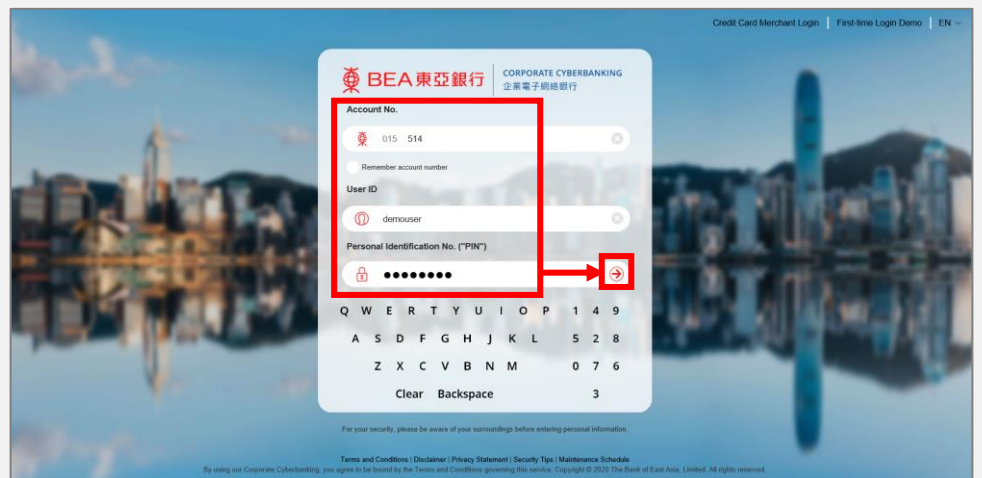 Credit Card Merchant Login | First-time Login Demo | EN
BEA東亞銀行
CORPORATE CYBERBANKING
企業電子網絡銀行
Account No.
015 514
Remember account number
User ID
demouser
Personal Identification No. ("PIN")
●●●●●●●●
Q W E R T Y U I O P 1 4 9
A S D F G H J K L 5 2 8
Z X C V B N M 0 7 6
Clear Backspace 3
For your security, please be aware of your surroundings before entering personal information.
Terms and Conditions | Disclaimer | Privacy Statement | Security Tips | Maintenance Schedule
By using our Corporate Cyberbanking, you agree to be bound by the Terms and Conditions governing this service. Copyright © 2020 The Bank of East Asia, Limited. All rights reserved.